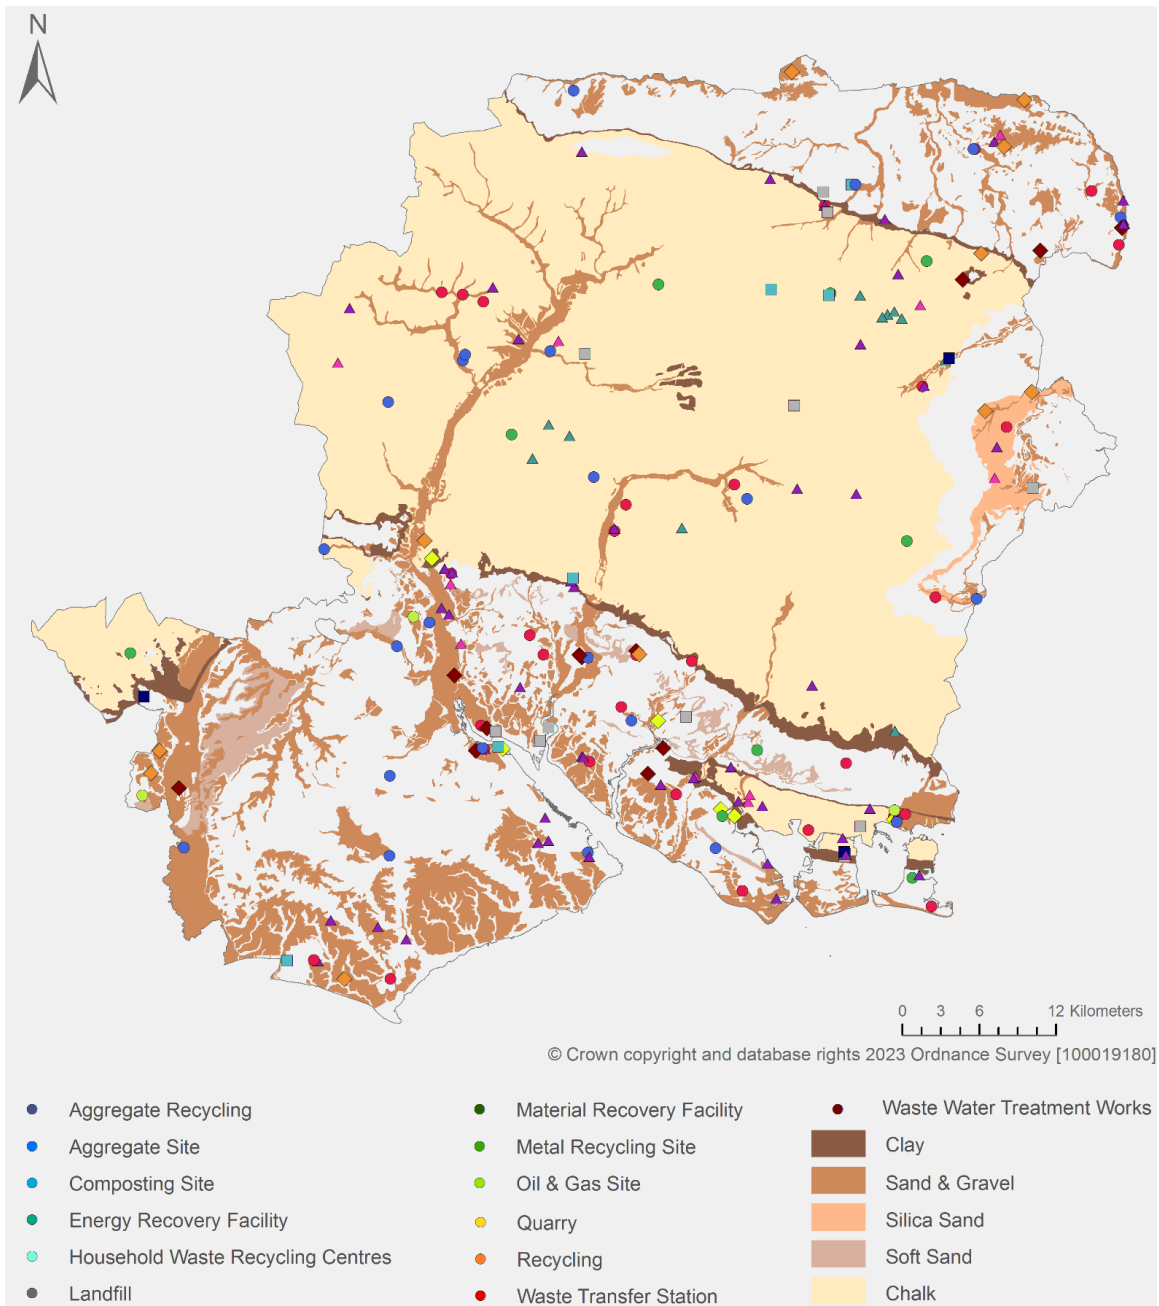 N
0 3 6 12 Kilometers
© Crown copyright and database rights 2023 Ordnance Survey [100019180]
Aggregate Recycling
Aggregate Site
Composting Site
Energy Recovery Facility
Household Waste Recycling Centres
Landfill
Material Recovery Facility
Metal Recycling Site
Oil & Gas Site
Quarry
Recycling
Waste Transfer Station
Waste Water Treatment Works
Clay
Sand & Gravel
Silica Sand
Soft Sand
Chalk